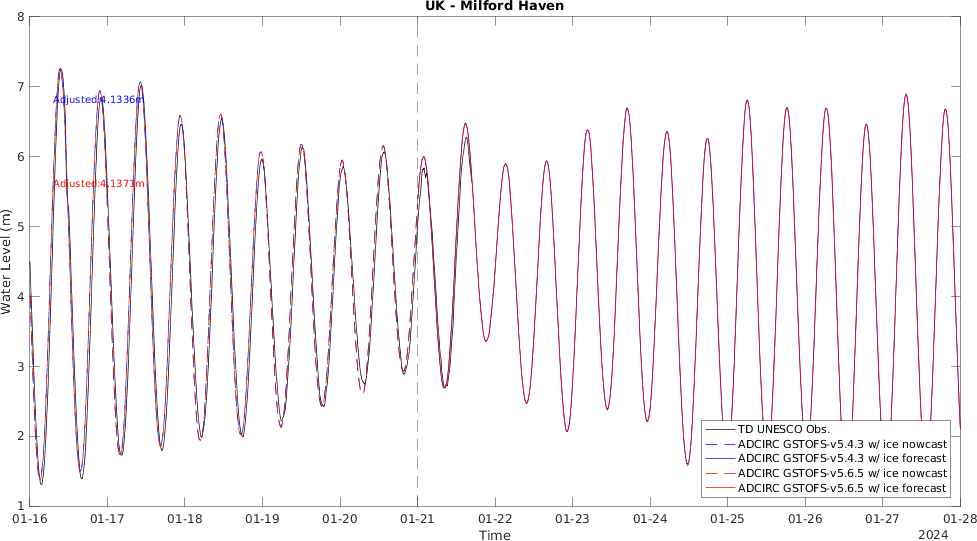 UK - Milford Haven
8
7
6
5
4
3
2
1
Water Level (m)
Adjusted:4.1336m
Adjusted:4.1371m
TD UNESCO Obs.
ADCIRC GSTOFS-v5.4.3 w/ ice nowcast
ADCIRC GSTOFS-v5.4.3 w/ ice forecast
ADCIRC GSTOFS-v5.6.5 w/ ice nowcast
ADCIRC GSTOFS-v5.6.5 w/ ice forecast
01-16 01-17 01-18 01-19 01-20 01-21 01-22 01-23 01-24 01-25 01-26 01-27 01-28
Time
2024